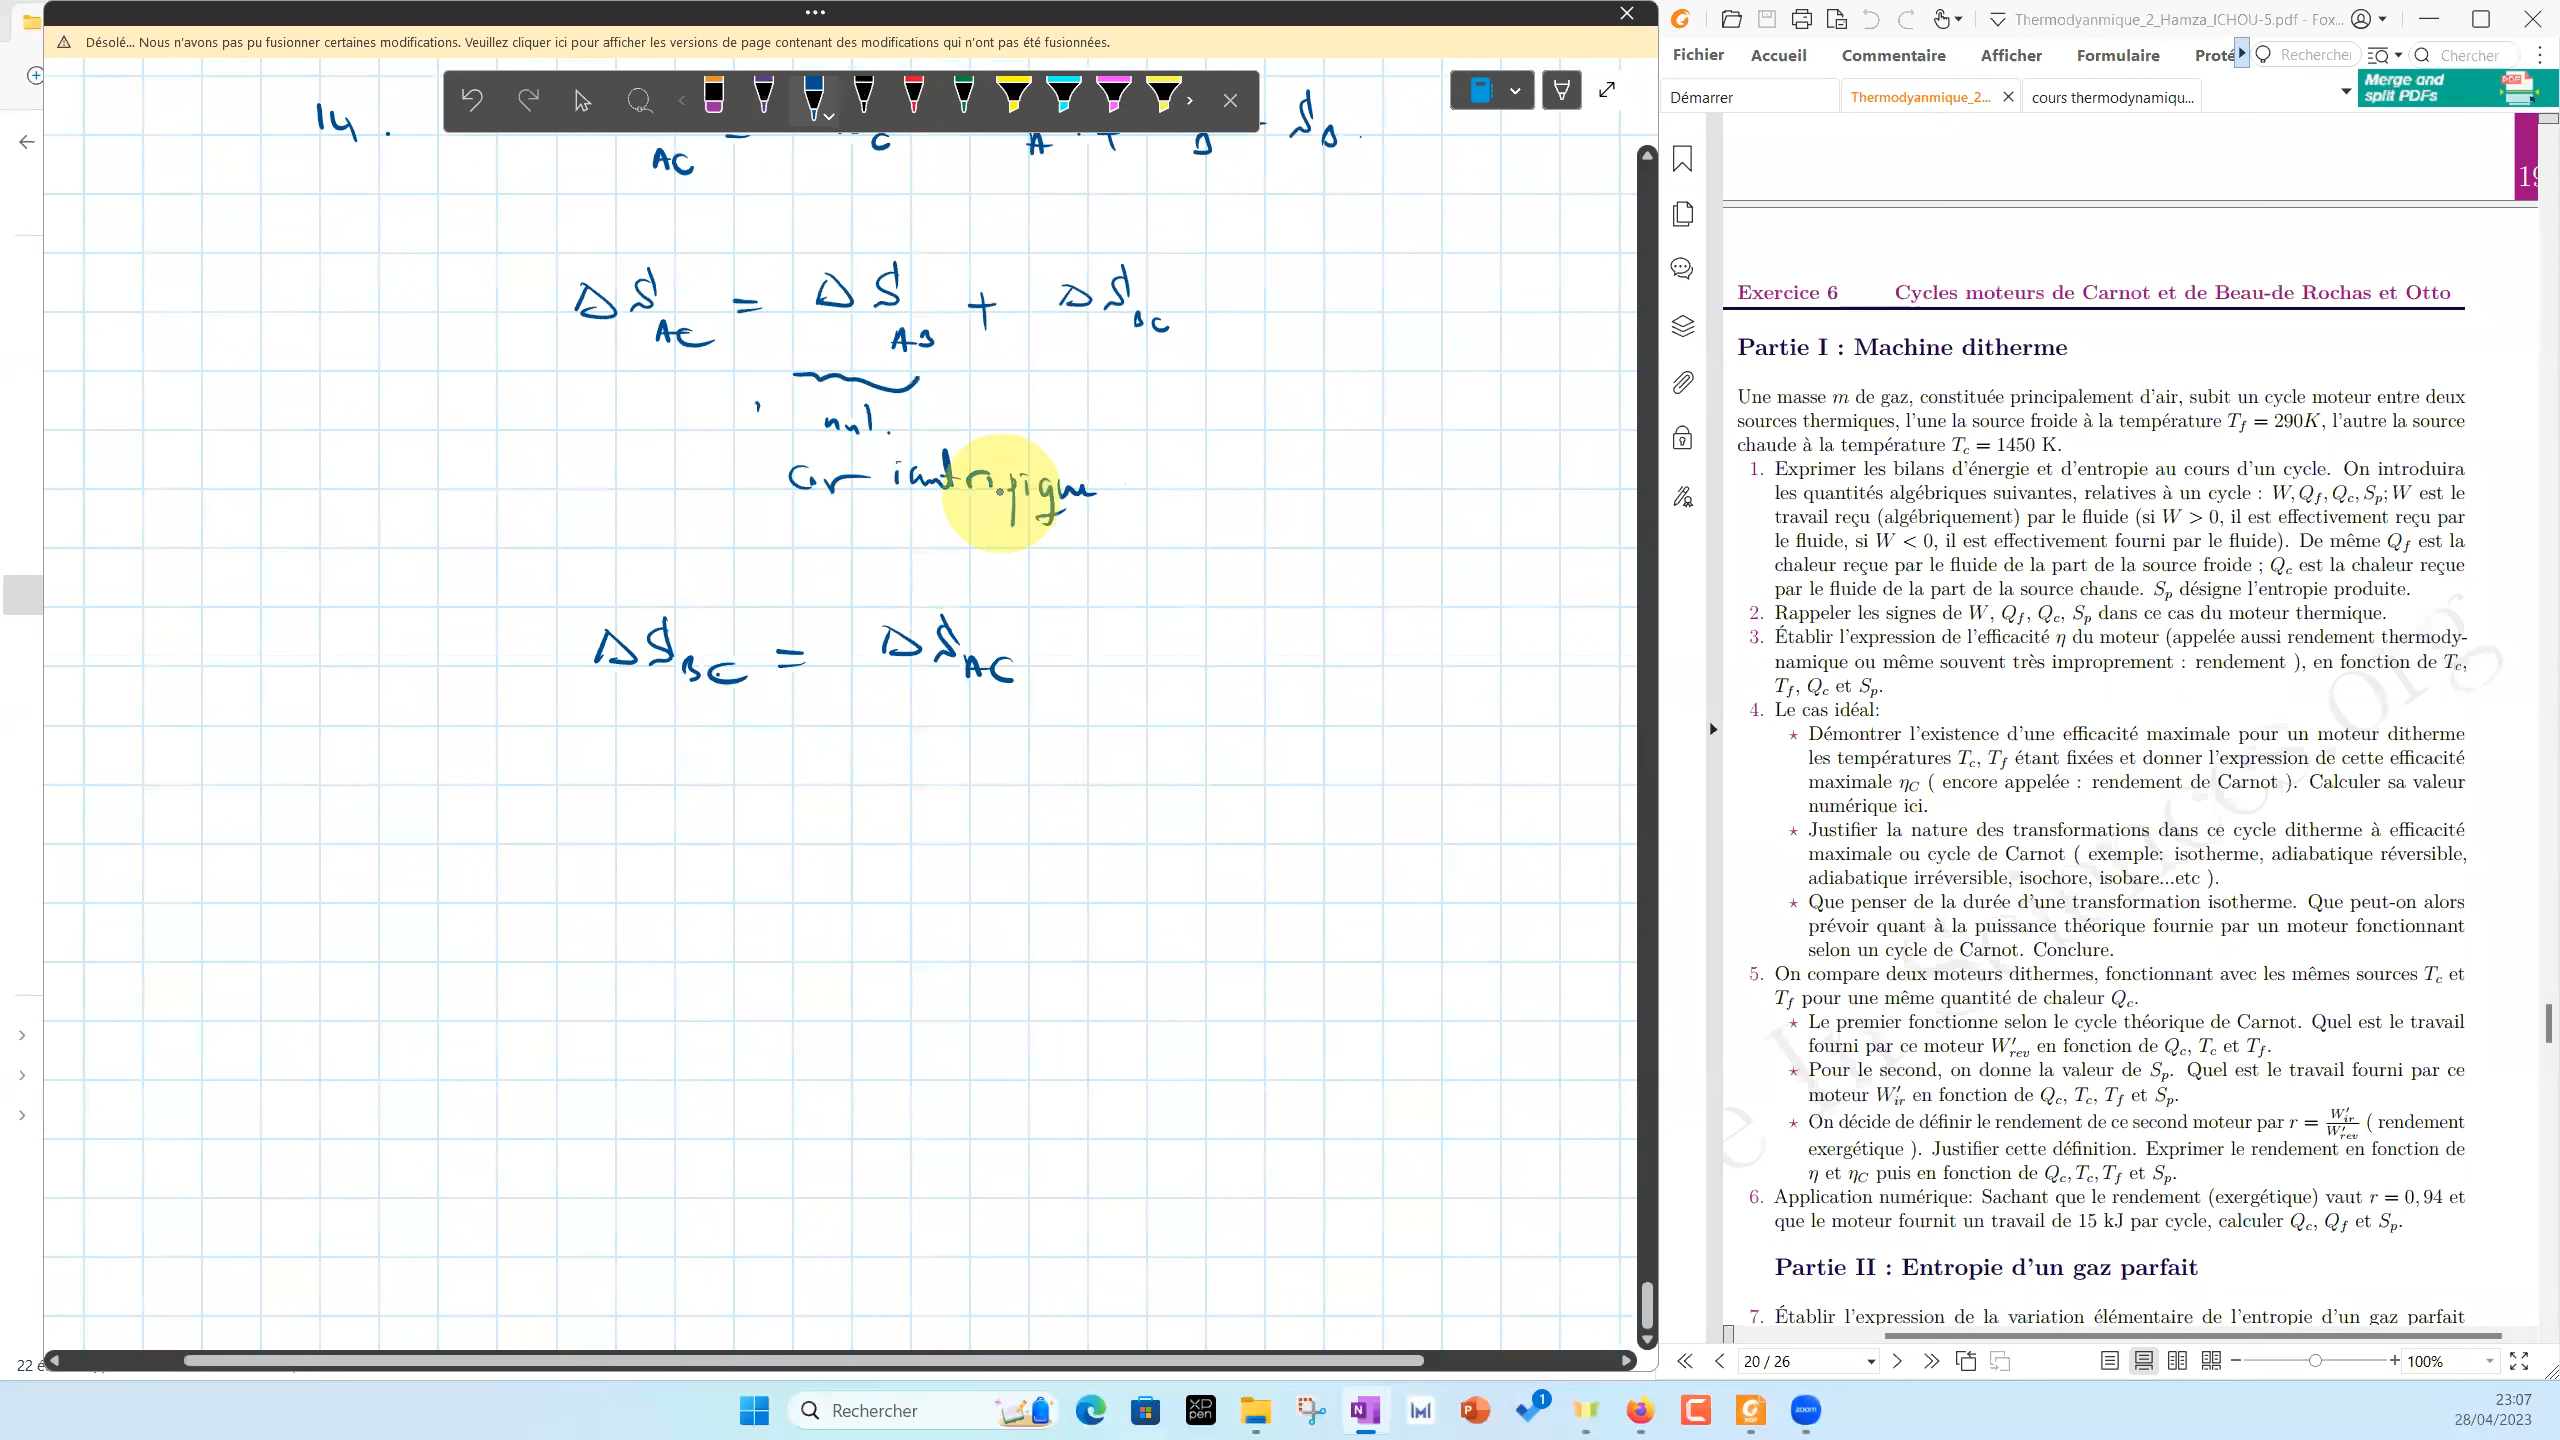 Désolé... Nous n'avons pas pu fusionner certaines modifications. Veuillez cliquer ici pour afficher les versions de page contenant des modifications qui n'ont pas été fusionnées.
14.
AC = C A . T B - S_B .
ΔS_AC = ΔS_AB + ΔS_BC
nul.
car isentropique
ΔS_BC = ΔS_AC
22 é
Thermodyanmique_2_Hamza_ICHOU-5.pdf - Fox...
Fichier Accueil Commentaire Afficher Formulaire Proté Rechercher Chercher
Démarrer Thermodyanmique_2... cours thermodynamiqu... Merge and split PDFs
19
Exercice 6 Cycles moteurs de Carnot et de Beau-de Rochas et Otto
Partie I : Machine ditherme
Une masse m de gaz, constituée principalement d'air, subit un cycle moteur entre deux
sources thermiques, l'une la source froide à la température T_f = 290K, l'autre la source
chaude à la température T_c = 1450 K.
1. Exprimer les bilans d'énergie et d'entropie au cours d'un cycle. On introduira
les quantités algébriques suivantes, relatives à un cycle : W, Q_f, Q_c, S_p; W est le
travail reçu (algébriquement) par le fluide (si W > 0, il est effectivement reçu par
le fluide, si W < 0, il est effectivement fourni par le fluide). De même Q_f est la
chaleur reçue par le fluide de la part de la source froide ; Q_c est la chaleur reçue
par le fluide de la part de la source chaude. S_p désigne l'entropie produite.
2. Rappeler les signes de W, Q_f, Q_c, S_p dans ce cas du moteur thermique.
3. Établir l'expression de l'efficacité η du moteur (appelée aussi rendement thermody-
namique ou même souvent très improprement : rendement ), en fonction de T_c,
T_f, Q_c et S_p.
4. Le cas idéal:
⋆ Démontrer l'existence d'une efficacité maximale pour un moteur ditherme
les températures T_c, T_f étant fixées et donner l'expression de cette efficacité
maximale η_C ( encore appelée : rendement de Carnot ). Calculer sa valeur
numérique ici.
⋆ Justifier la nature des transformations dans ce cycle ditherme à efficacité
maximale ou cycle de Carnot ( exemple: isotherme, adiabatique réversible,
adiabatique irréversible, isochore, isobare...etc ).
⋆ Que penser de la durée d'une transformation isotherme. Que peut-on alors
prévoir quant à la puissance théorique fournie par un moteur fonctionnant
selon un cycle de Carnot. Conclure.
5. On compare deux moteurs dithermes, fonctionnant avec les mêmes sources T_c et
T_f pour une même quantité de chaleur Q_c.
⋆ Le premier fonctionne selon le cycle théorique de Carnot. Quel est le travail
fourni par ce moteur W'_rev en fonction de Q_c, T_c et T_f.
⋆ Pour le second, on donne la valeur de S_p. Quel est le travail fourni par ce
moteur W'_ir en fonction de Q_c, T_c, T_f et S_p.
⋆ On décide de définir le rendement de ce second moteur par r = W'_ir/W'_rev ( rendement
exergétique ). Justifier cette définition. Exprimer le rendement en fonction de
η et η_C puis en fonction de Q_c, T_c, T_f et S_p.
6. Application numérique: Sachant que le rendement (exergétique) vaut r = 0, 94 et
que le moteur fournit un travail de 15 kJ par cycle, calculer Q_c, Q_f et S_p.
Partie II : Entropie d'un gaz parfait
7. Établir l'expression de la variation élémentaire de l'entropie d'un gaz parfait
20 / 26 100%
Rechercher
XD pen
1
zoom
23:07
28/04/2023